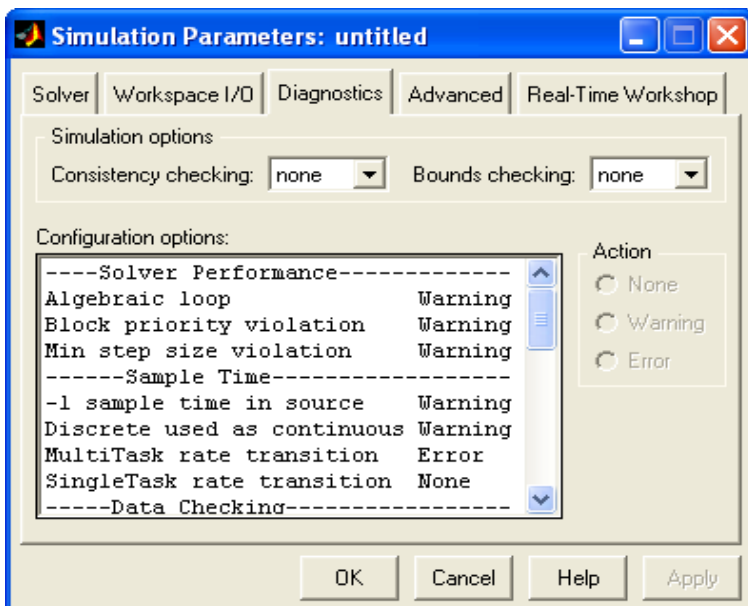 Simulation Parameters: untitled
Solver Workspace I/O Diagnostics Advanced Real-Time Workshop
Simulation options
Consistency checking: none Bounds checking: none
Configuration options:
----Solver Performance-------------
Algebraic loop Warning
Block priority violation Warning
Min step size violation Warning
------Sample Time------------------
-1 sample time in source Warning
Discrete used as continuous Warning
MultiTask rate transition Error
SingleTask rate transition None
-----Data Checking-----------------
Action
None
Warning
Error
OK Cancel Help Apply